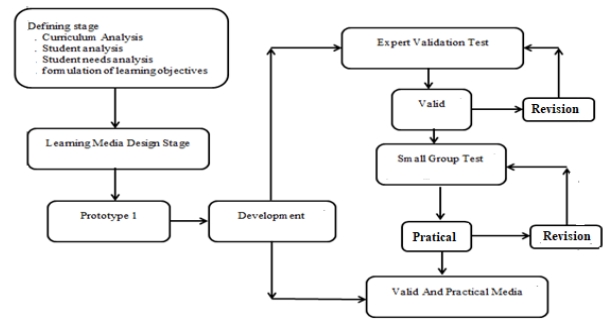 Defining stage
. Curriculum Analysis
. Student analysis
. Student needs analysis
. formulation of learning objectives
Learning Media Design Stage
Prototype 1
Development
Expert Validation Test
Valid
Revision
Small Group Test
Pratical
Revision
Valid And Practical Media